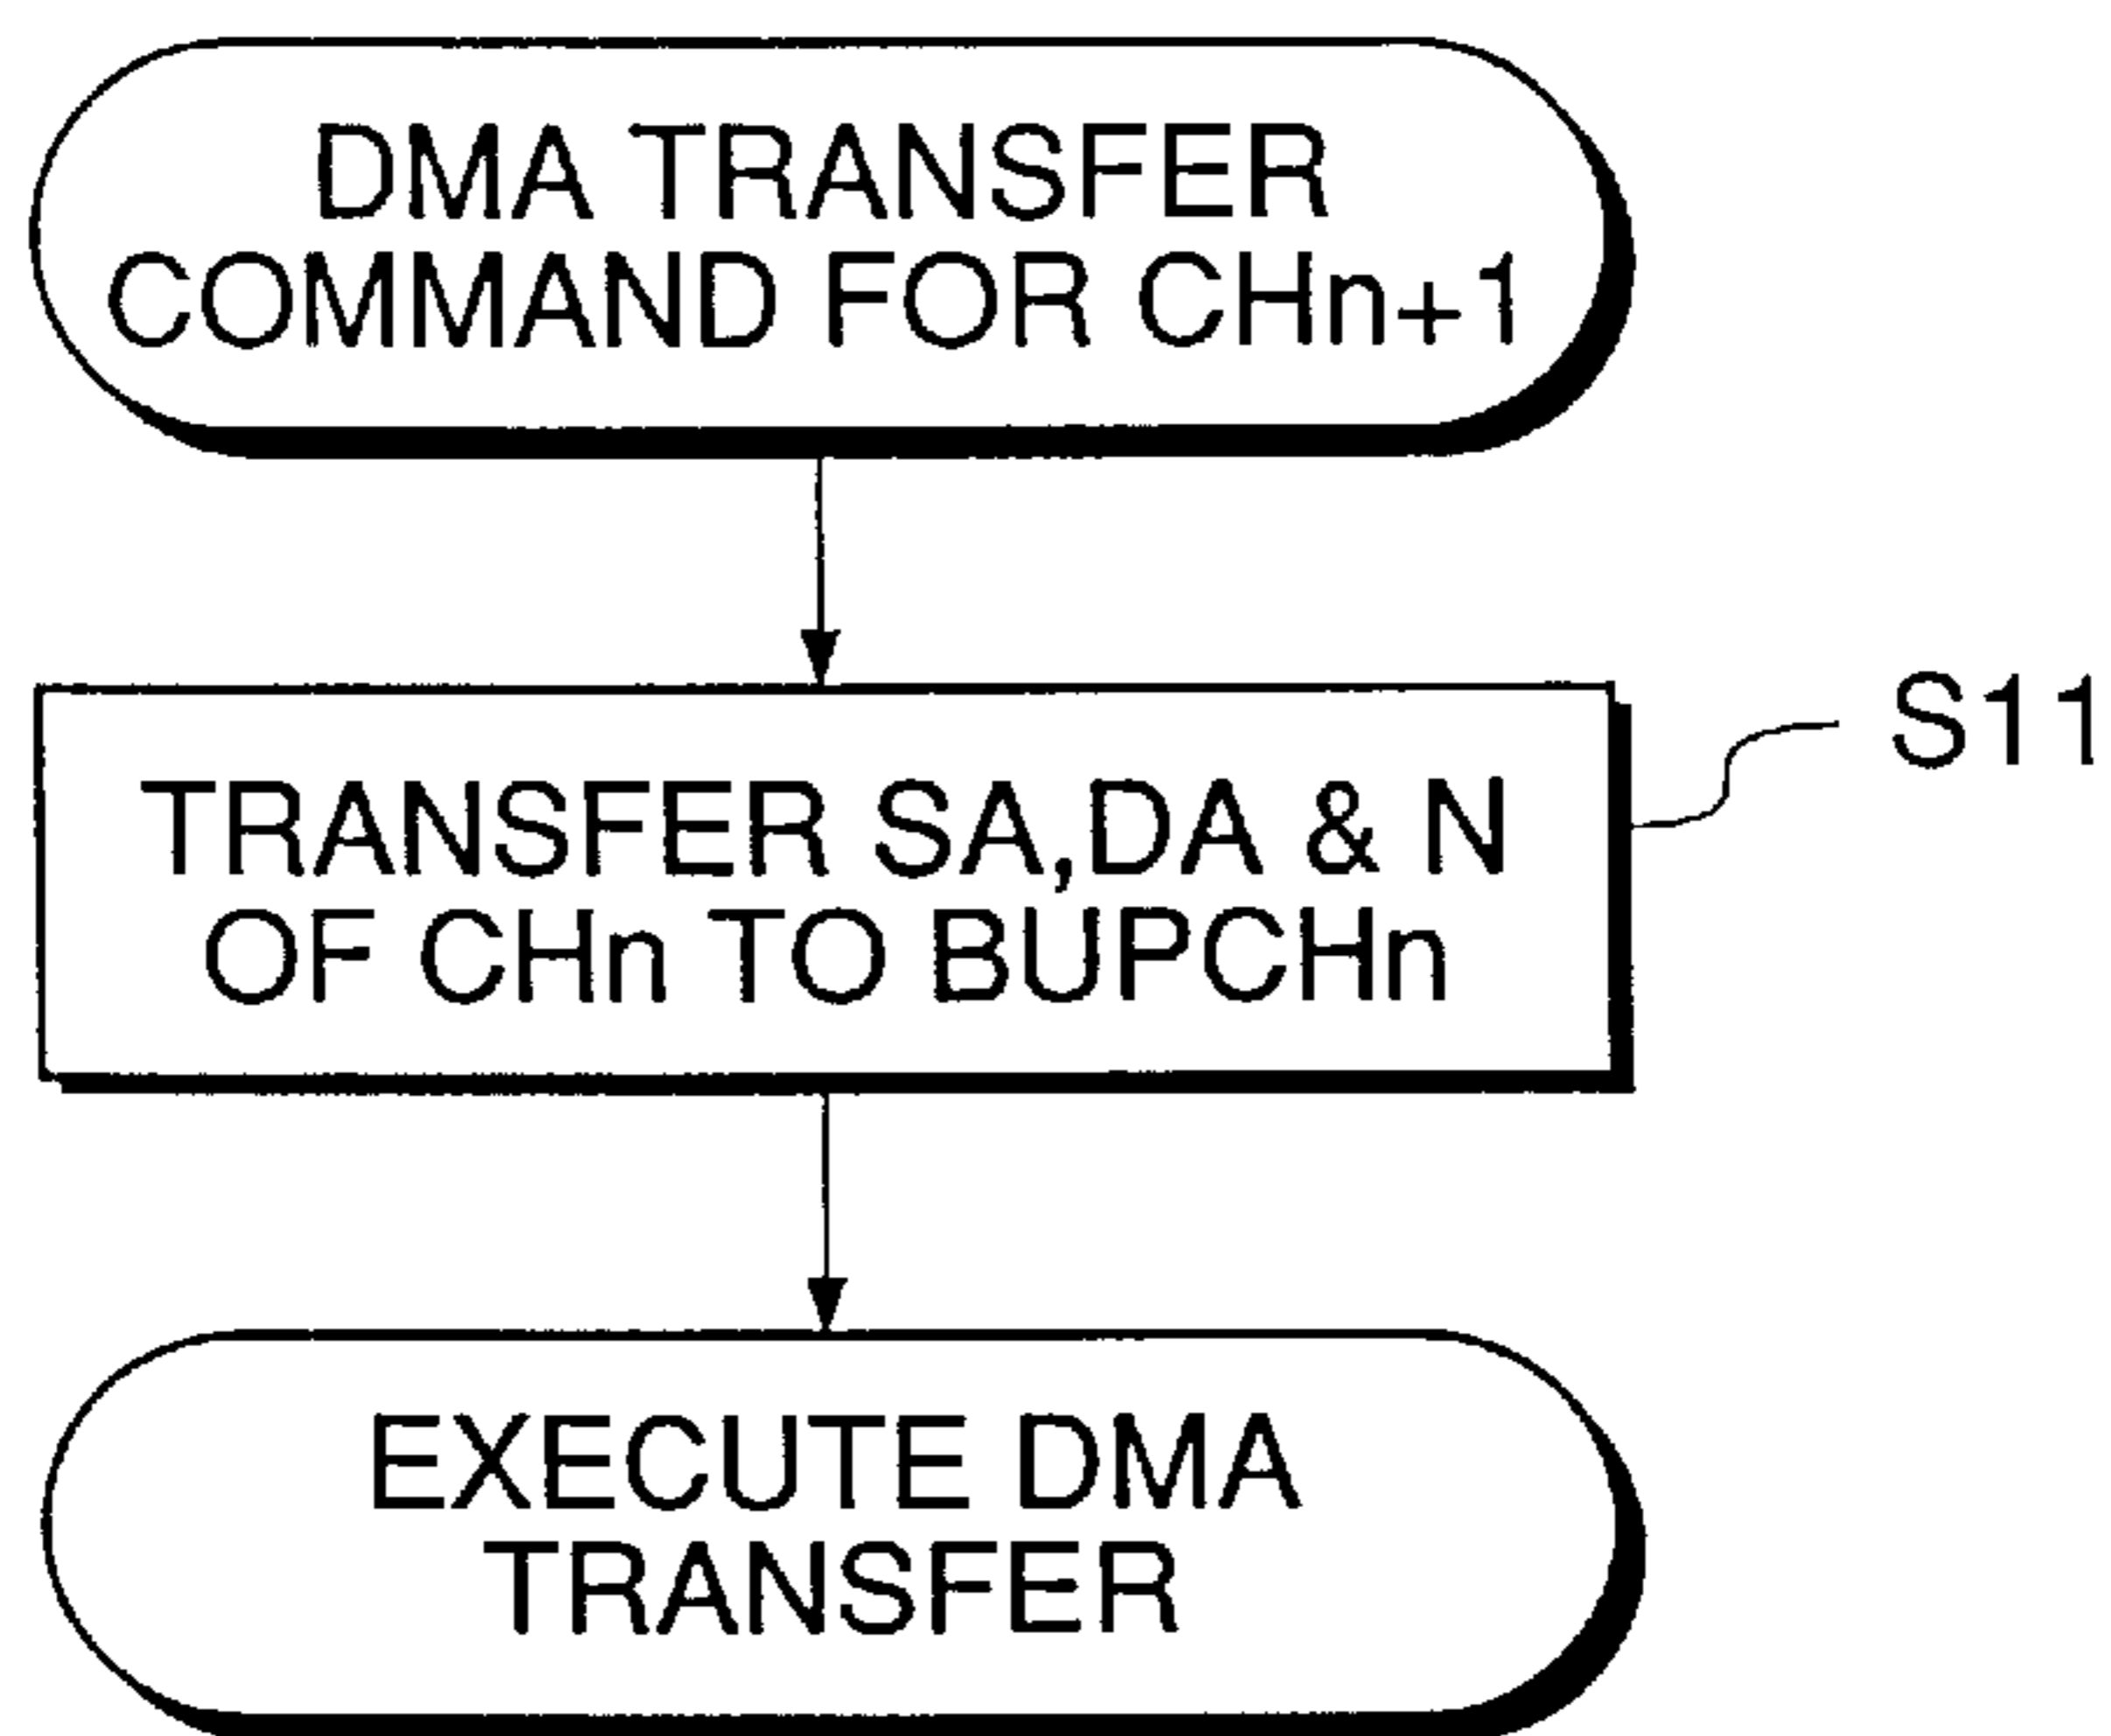 DMA TRANSFER
COMMAND FOR CHn+1
S11
TRANSFER SA,DA & N
OF CHn TO BUPCHn
EXECUTE DMA
TRANSFER